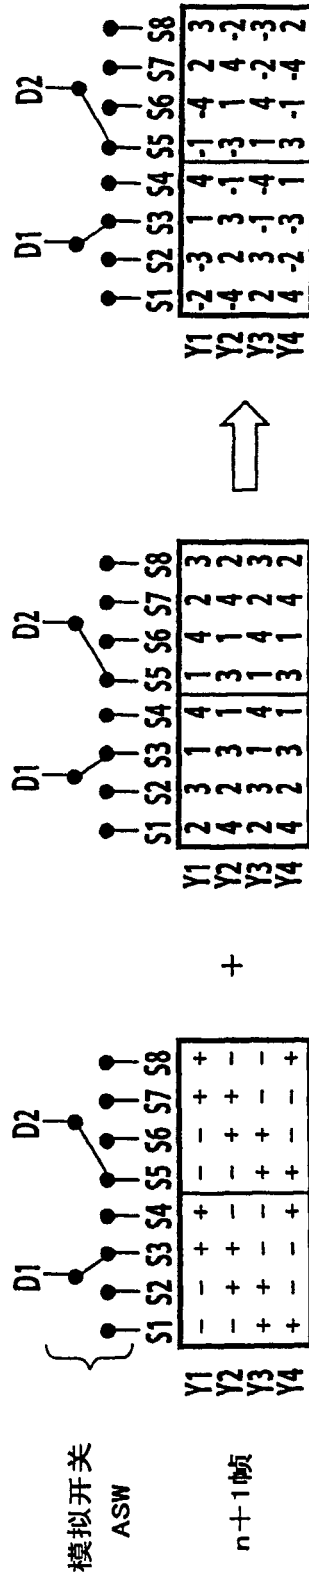 模拟开关
ASW
D1 D2
S1 S2 S3 S4 S5 S6 S7 S8
n+1帧
Y1 - - + + - - + +
Y2 - + + - - + + -
Y3 + + - - + + - -
Y4 + - - + + - - +
+
D1 D2
S1 S2 S3 S4 S5 S6 S7 S8
Y1 2 3 1 4 1 4 2 3
Y2 4 2 3 1 3 1 4 2
Y3 2 3 1 4 1 4 2 3
Y4 4 2 3 1 3 1 4 2
D1 D2
S1 S2 S3 S4 S5 S6 S7 S8
Y1 -2 -3 1 4 -1 -4 2 3
Y2 -4 2 3 -1 -3 1 4 -2
Y3 2 3 -1 -4 1 4 -2 -3
Y4 4 -2 -3 1 3 -1 -4 2